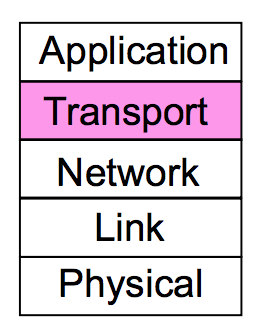 Application
Transport
Network
Link
Physical